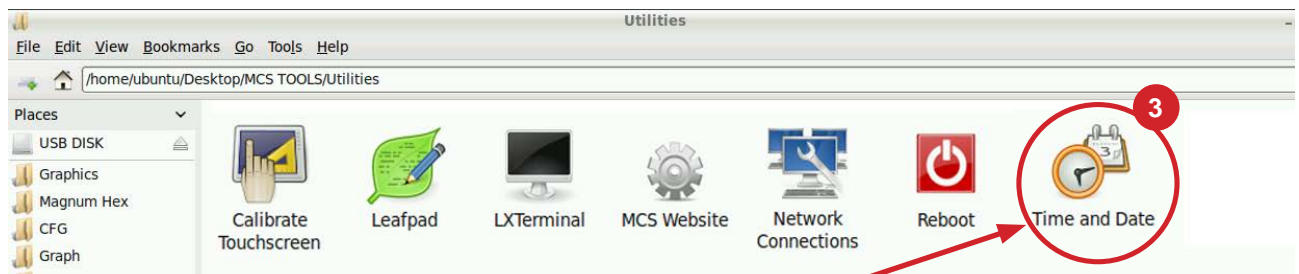 Utilities
File Edit View Bookmarks Go Tools Help
/home/ubuntu/Desktop/MCS TOOLS/Utilities
Places
USB DISK
Graphics
Magnum Hex
CFG
Graph
Calibrate
Touchscreen
Leafpad
LXTerminal
MCS Website
Network
Connections
Reboot
Time and Date
3
3